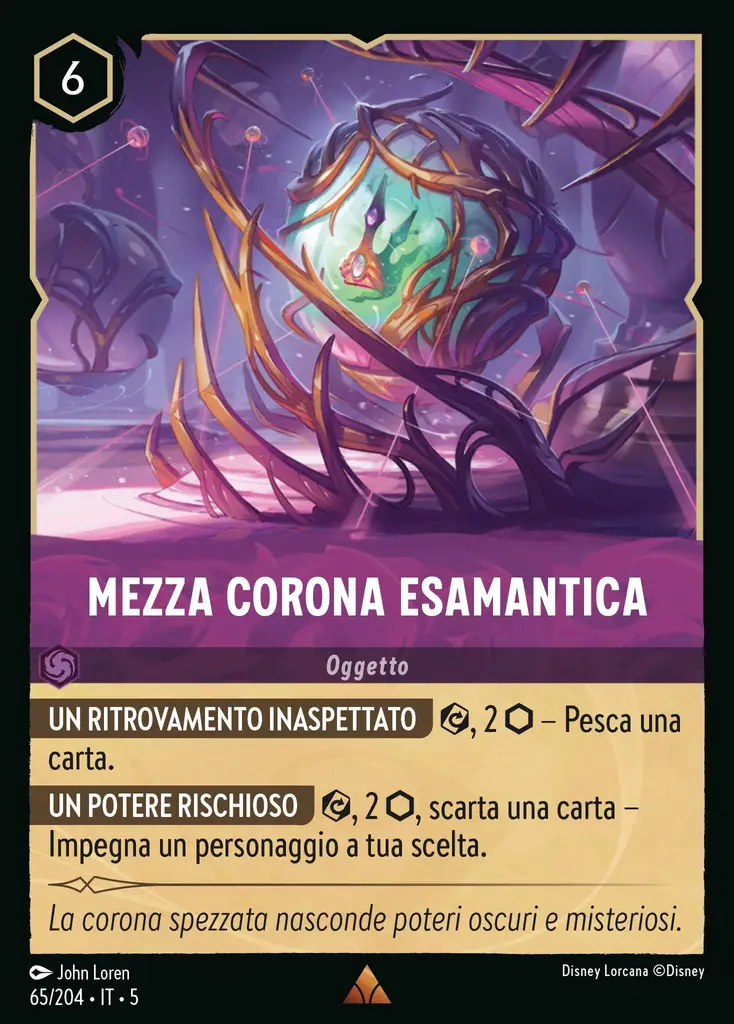 6
MEZZA CORONA ESAMANTICA
Oggetto
UN RITROVAMENTO INASPETTATO , 2 – Pesca una
carta.
UN POTERE RISCHIOSO , 2 , scarta una carta –
Impegna un personaggio a tua scelta.
La corona spezzata nasconde poteri oscuri e misteriosi.
John Loren
Disney Lorcana ©Disney
65/204 • IT • 5